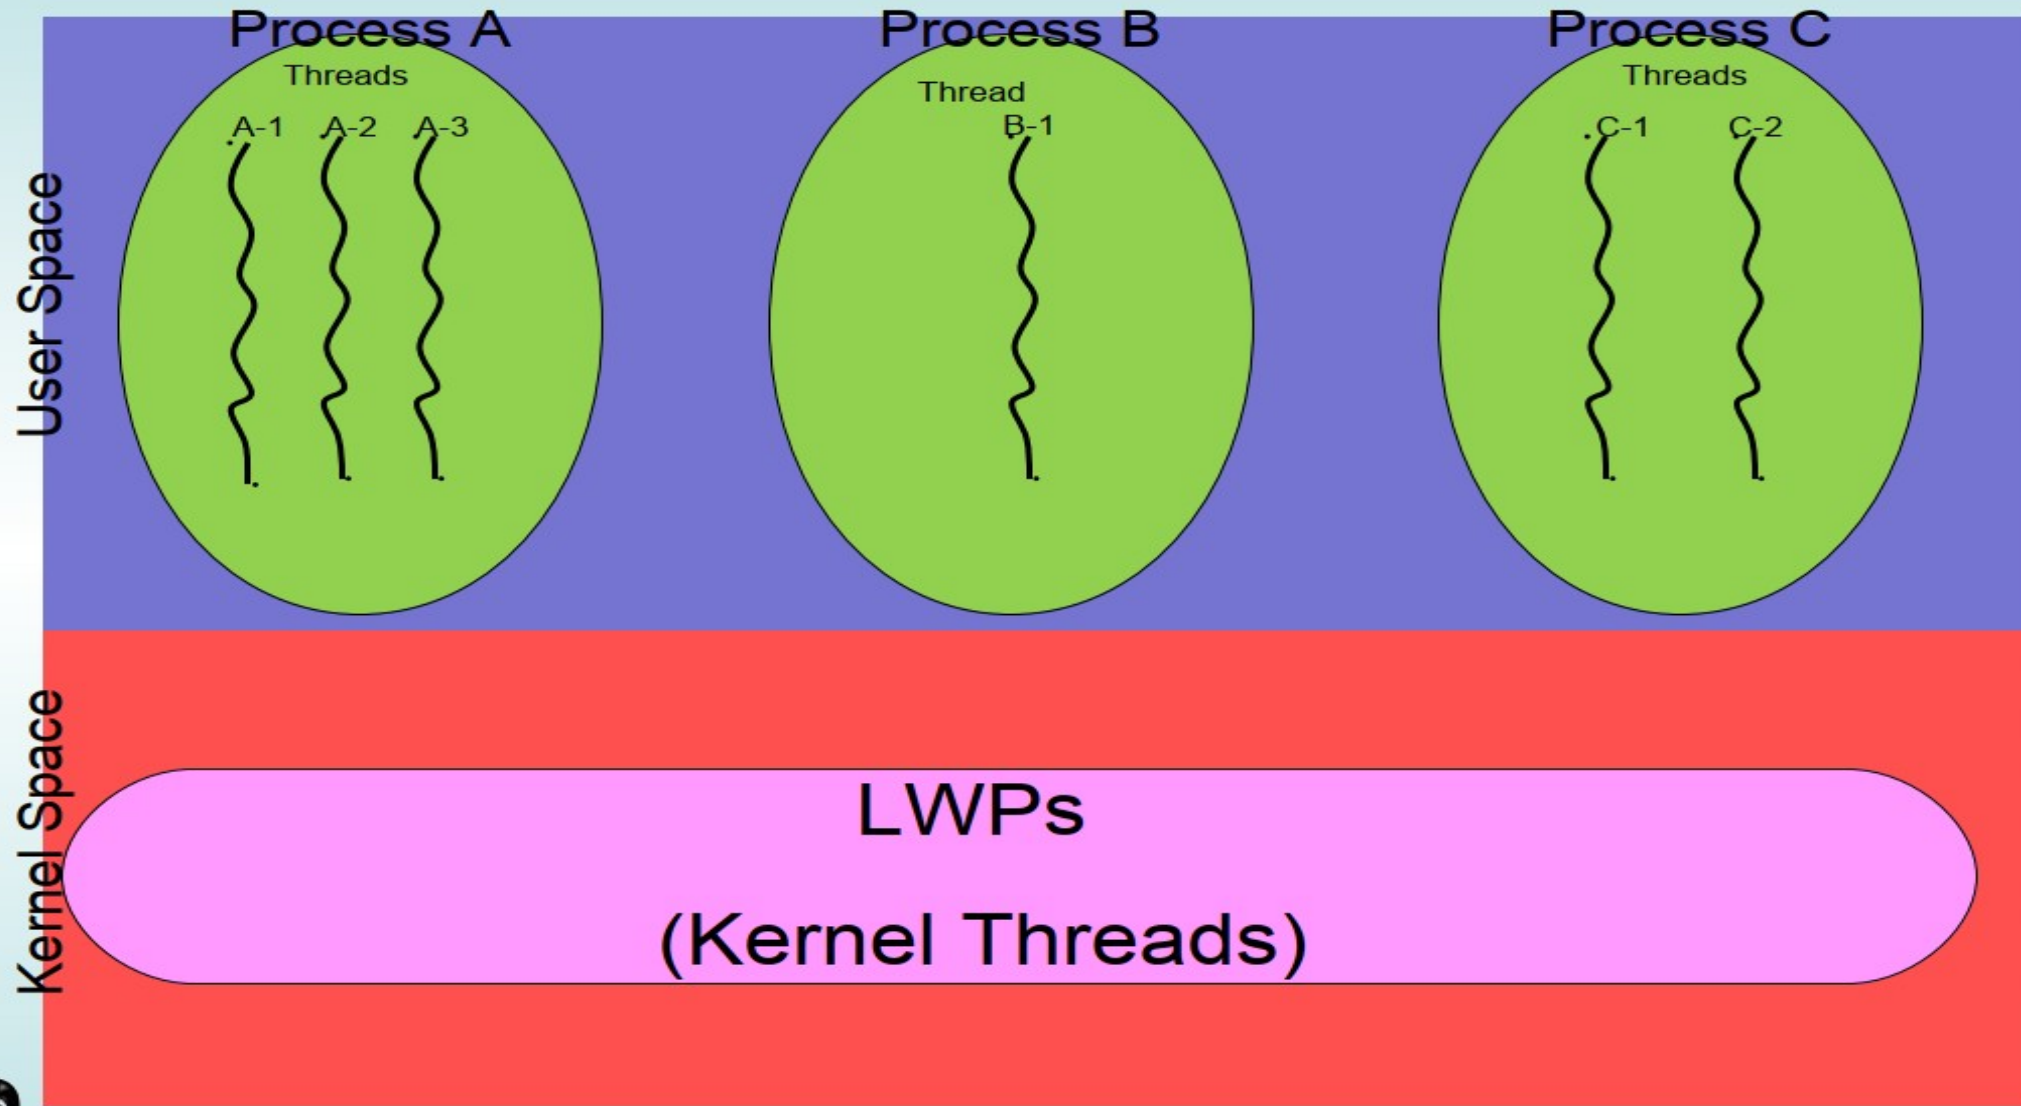 Process A
Process B
Process C
Threads
Thread
Threads
A-1 A-2 A-3
B-1
C-1 C-2
User Space
Kernel Space
LWPs
(Kernel Threads)